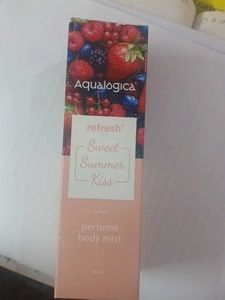 Aqualogica
refresh+
Sweet
Summer
Kiss
perfume
body mist